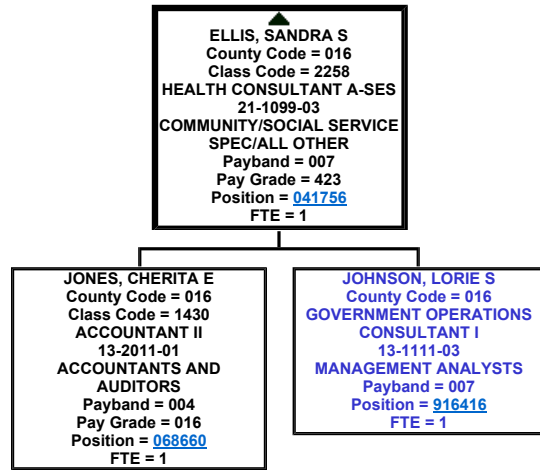 ELLIS, SANDRA S
County Code = 016
Class Code = 2258
HEALTH CONSULTANT A-SES
21-1099-03
COMMUNITY/SOCIAL SERVICE
SPEC/ALL OTHER
Payband = 007
Pay Grade = 423
Position = 041756
FTE = 1
JONES, CHERITA E
County Code = 016
Class Code = 1430
ACCOUNTANT II
13-2011-01
ACCOUNTANTS AND
AUDITORS
Payband = 004
Pay Grade = 016
Position = 068660
FTE = 1
JOHNSON, LORIE S
County Code = 016
GOVERNMENT OPERATIONS
CONSULTANT I
13-1111-03
MANAGEMENT ANALYSTS
Payband = 007
Position = 916416
FTE = 1